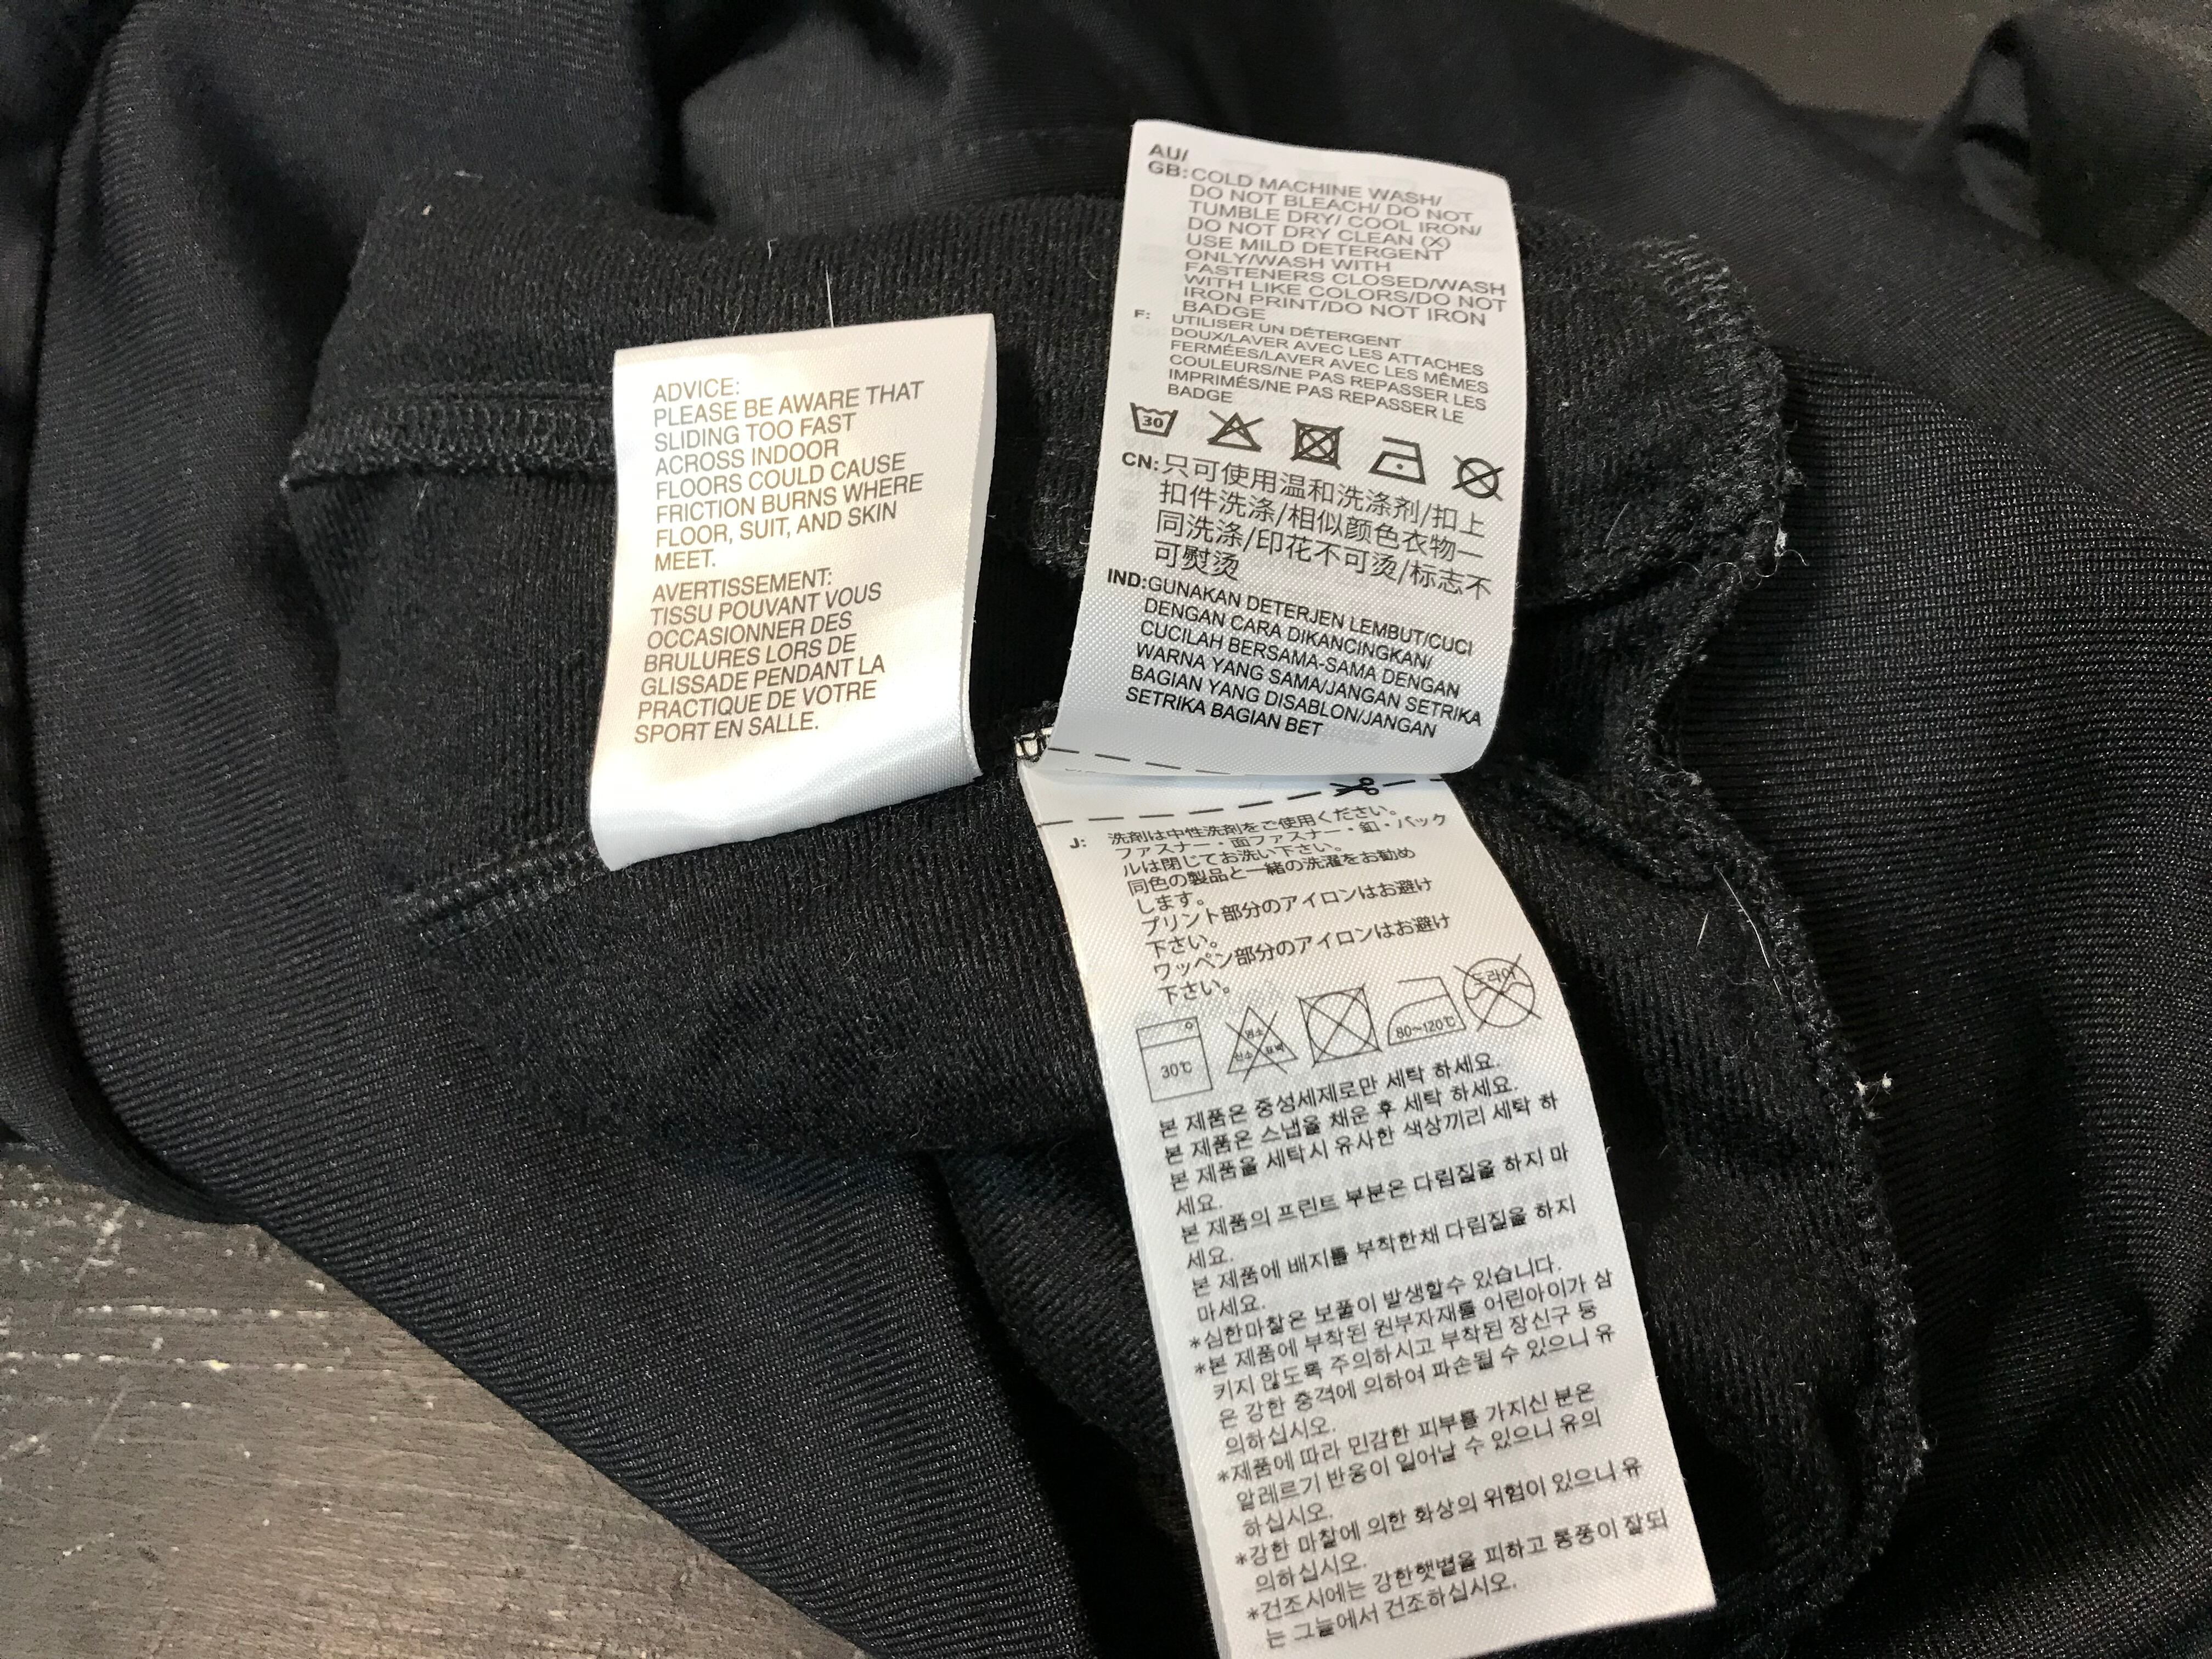 ADVICE:
PLEASE BE AWARE THAT
SLIDING TOO FAST
ACROSS INDOOR
FLOORS COULD CAUSE
FRICTION BURNS WHERE
FLOOR, SUIT, AND SKIN
MEET.
AVERTISSEMENT:
TISSU POUVANT VOUS
OCCASIONNER DES
BRULURES LORS DE
GLISSADE PENDANT LA
PRACTIQUE DE VOTRE
SPORT EN SALLE.
AU/
GB: COLD MACHINE WASH/
DO NOT BLEACH/ DO NOT
TUMBLE DRY/ COOL IRON/
DO NOT DRY CLEAN (X)
USE MILD DETERGENT
ONLY/WASH WITH
FASTENERS CLOSED/WASH
WITH LIKE COLORS/DO NOT
IRON PRINT/DO NOT IRON
BADGE
F: UTILISER UN DÉTERGENT
DOUX/LAVER AVEC LES ATTACHES
FERMÉES/LAVER AVEC LES MÊMES
COULEURS/NE PAS REPASSER LES
IMPRIMÉS/NE PAS REPASSER LE
BADGE
30
CN: 只可使用温和洗涤剂/扣上
扣件洗涤/相似颜色衣物一
同洗涤/印花不可烫/标志不
可熨烫
IND: GUNAKAN DETERJEN LEMBUT/CUCI
DENGAN CARA DIKANCINGKAN/
CUCILAH BERSAMA-SAMA DENGAN
WARNA YANG SAMA/JANGAN SETRIKA
BAGIAN YANG DISABLON/JANGAN
SETRIKA BAGIAN BET
J: 洗剤は中性洗剤をご使用ください。
ファスナー・面ファスナー・釦・バック
ルは閉じてお洗い下さい。
同色の製品と一緒の洗濯をお勧め
します。
プリント部分のアイロンはお避け
下さい。
ワッペン部分のアイロンはお避け
下さい。
30℃ 80~120℃ 드라이
본 제품은 중성세제로만 세탁 하세요.
본 제품은 스냅을 채운 후 세탁 하세요.
본 제품을 세탁시 유사한 색상끼리 세탁 하
세요.
본 제품의 프린트 부분은 다림질을 하지 마
세요.
본 제품에 배지를 부착한채 다림질을 하지
마세요.
*심한마찰은 보풀이 발생할수 있습니다.
*본 제품에 부착된 원부자재를 어린아이가 삼
키지 않도록 주의하시고 부착된 장신구 등
은 강한 충격에 의하여 파손될 수 있으니 유
의하십시오.
*제품에 따라 민감한 피부를 가지신 분은
알레르기 반응이 일어날 수 있으니 유의
하십시오.
*강한 마찰에 의한 화상의 위험이 있으니 유
의하십시오.
*건조시에는 강한햇볕을 피하고 통풍이 잘되
는 그늘에서 건조하십시오.